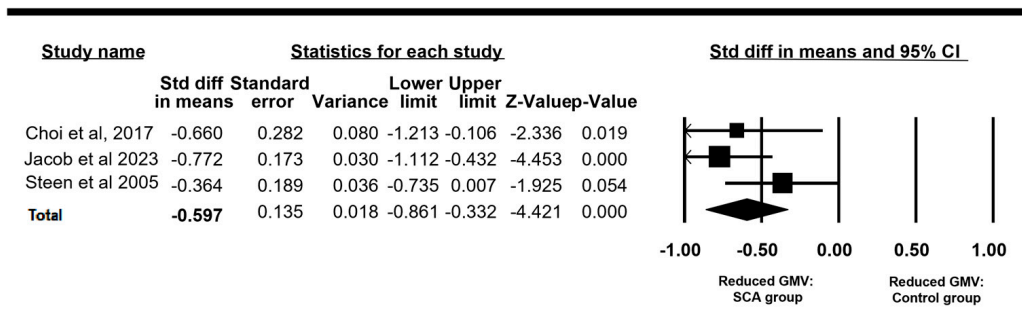 Study name Statistics for each study Std diff in means and 95% CI
Std diff Standard Lower Upper
in means error Variance limit limit Z-Valuep-Value
Choi et al, 2017 -0.660 0.282 0.080 -1.213 -0.106 -2.336 0.019
Jacob et al 2023 -0.772 0.173 0.030 -1.112 -0.432 -4.453 0.000
Steen et al 2005 -0.364 0.189 0.036 -0.735 0.007 -1.925 0.054
Total -0.597 0.135 0.018 -0.861 -0.332 -4.421 0.000
-1.00 -0.50 0.00 0.50 1.00
Reduced GMV: Reduced GMV:
SCA group Control group